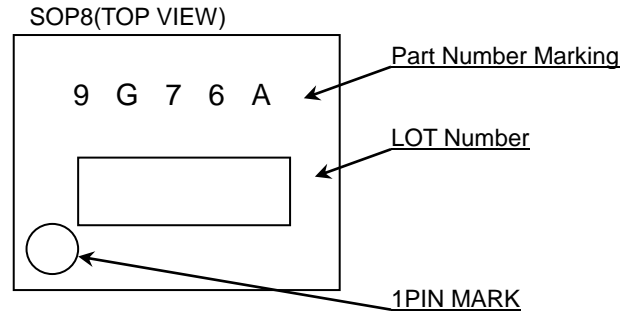 SOP8(TOP VIEW)
Part Number Marking
9 G 7 6 A
LOT Number
1PIN MARK